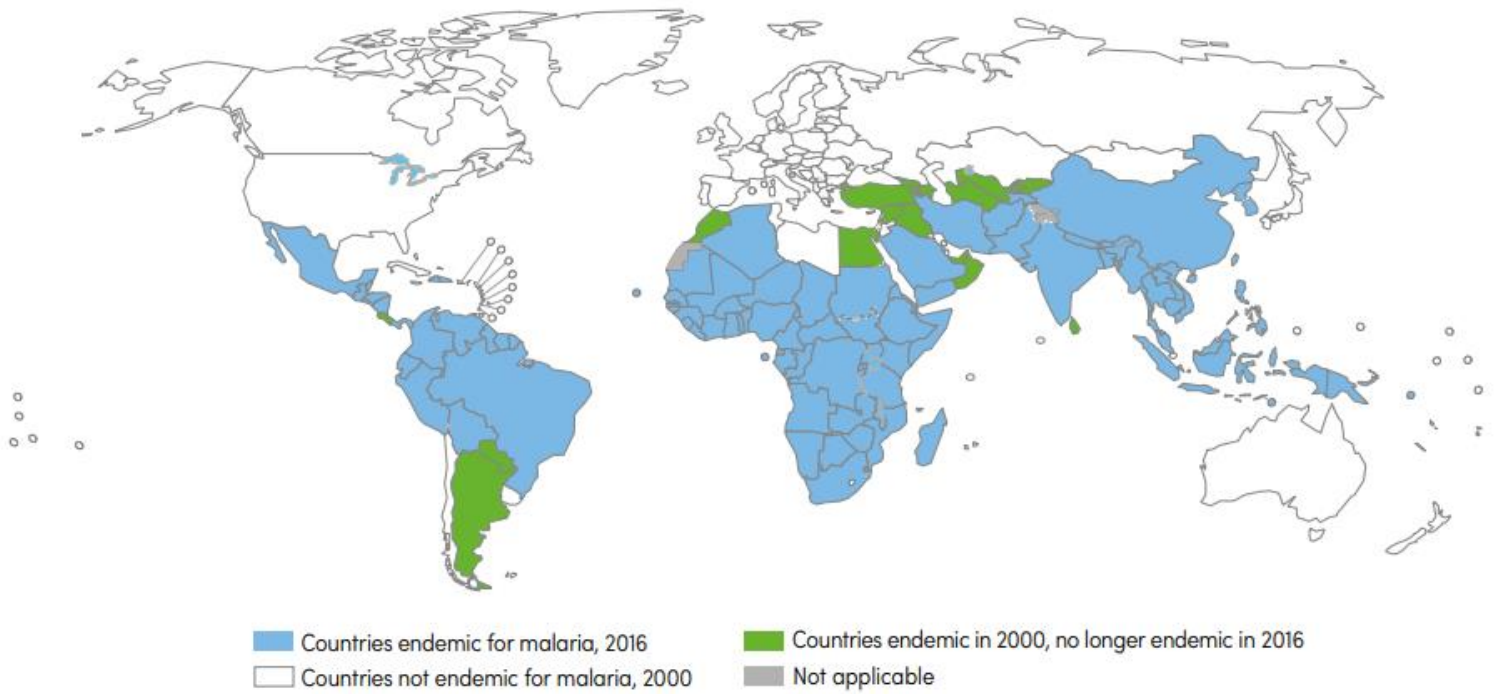 Countries endemic for malaria, 2016
Countries endemic in 2000, no longer endemic in 2016
Countries not endemic for malaria, 2000
Not applicable